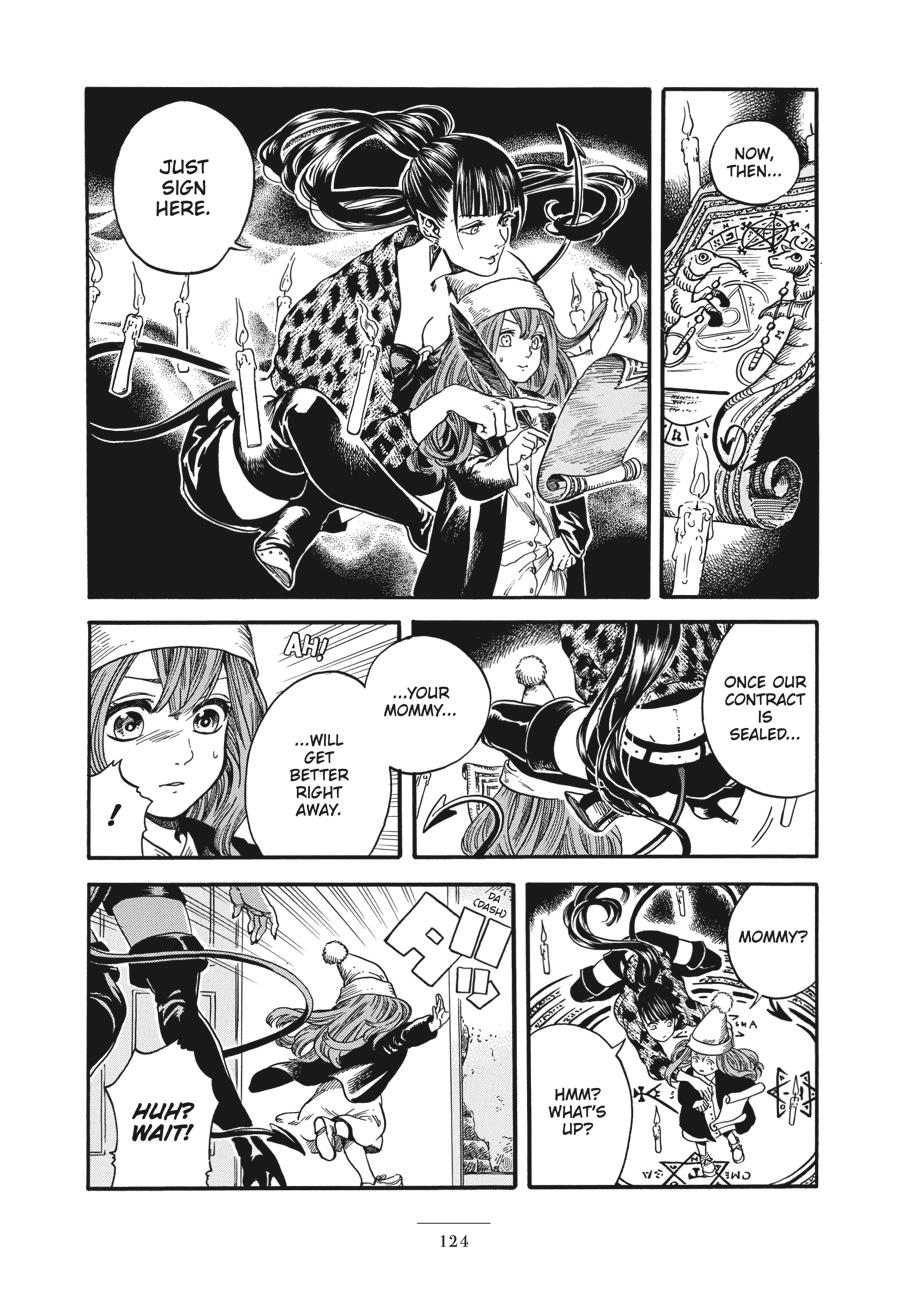 NOW,
THEN...
JUST
SIGN
HERE.
ONCE OUR
CONTRACT
IS
SEALED...
...YOUR
MOMMY...
...WILL
GET
BETTER
RIGHT
AWAY.
AH!
!
MOMMY?
HMM?
WHAT'S
UP?
DA
(DASH)
HUH?
WAIT!
124